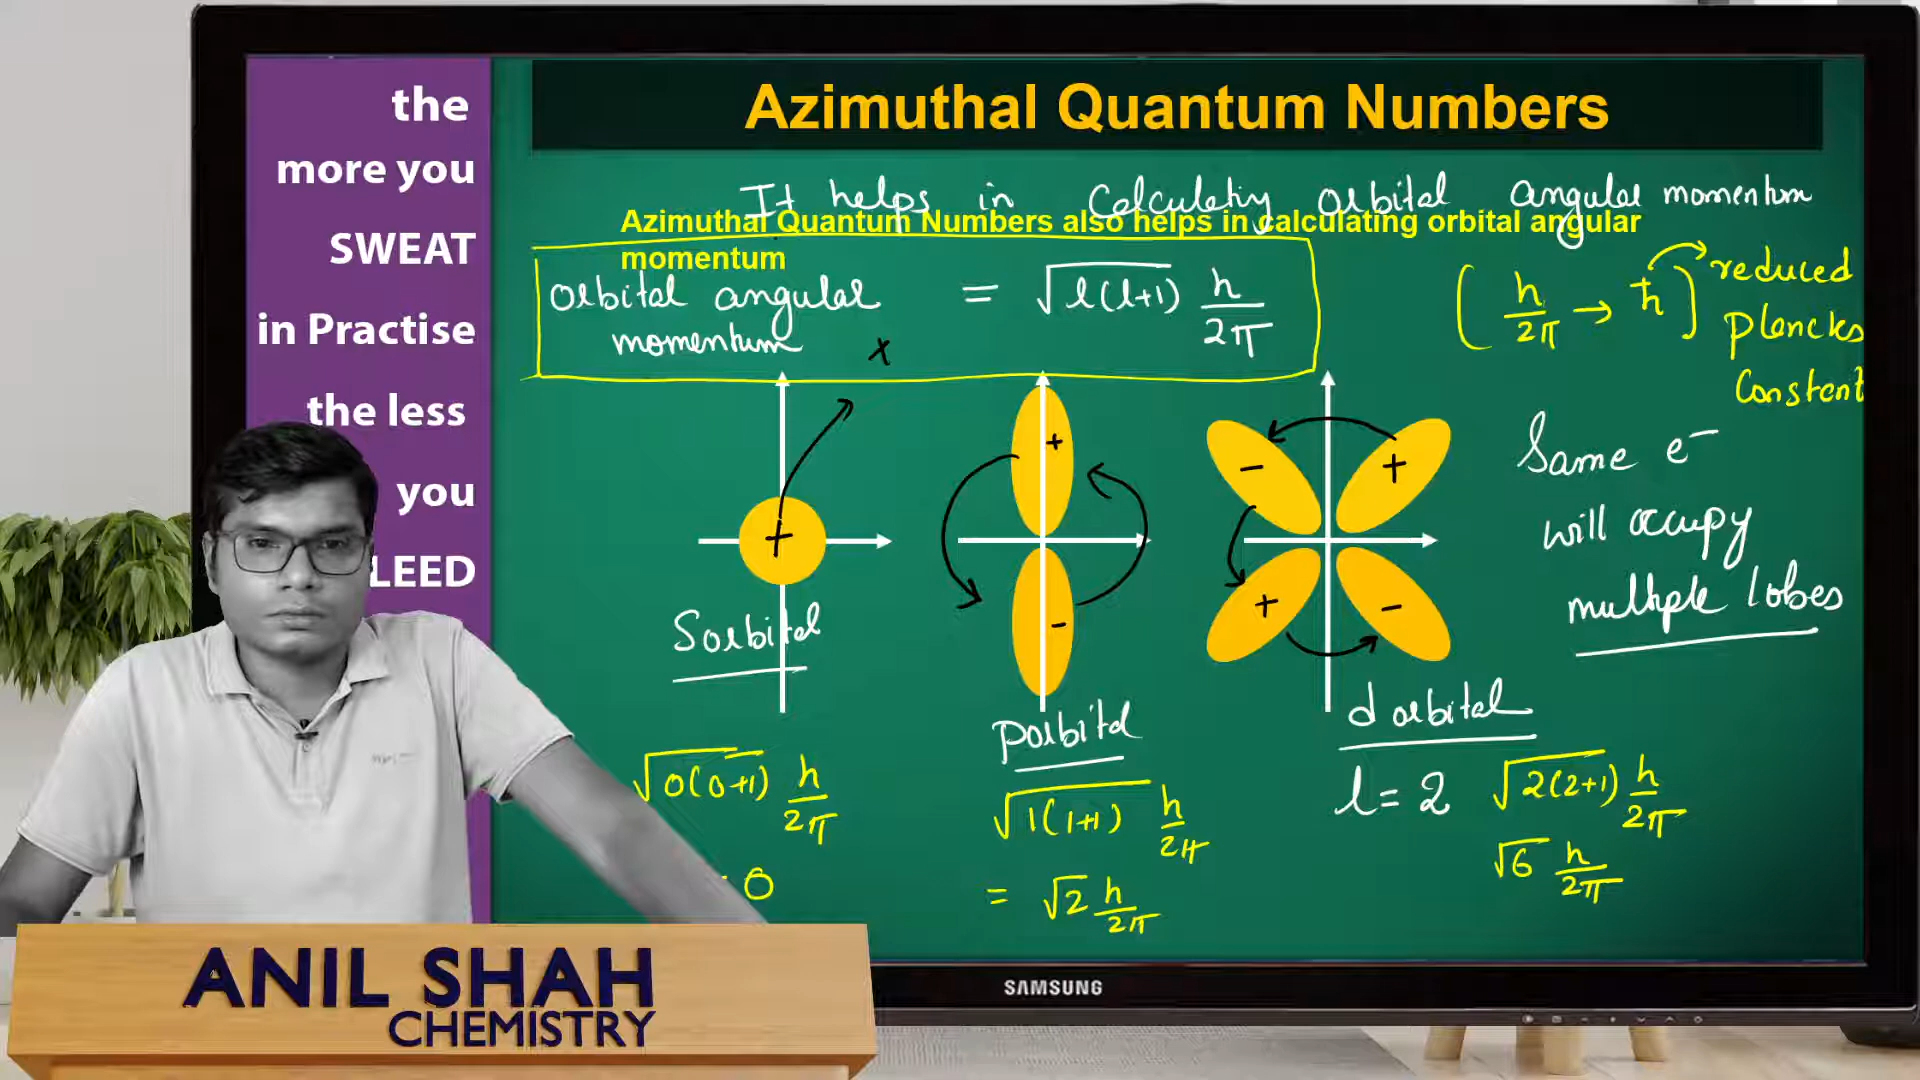 the
more you
SWEAT
in Practise
the less
you
LEED
Azimuthal Quantum Numbers
It helps in Calculatiy orbital angular momentum
Azimuthal Quantum Numbers also helps in calculating orbital angular
momentum
orbital angular momentum = √l(l+1) h/2π
(h/2π → ħ] reduced
plancks
Constent
x
+
+
-
-
+
+
-
Same e⁻
will occupy
multiple lobes
S orbital
p orbital
d orbital
√0(0+1) h/2π
0
√1(1+1) h/2π
= √2 h/2π
l = 2 √2(2+1) h/2π
√6 h/2π
ANIL SHAH
CHEMISTRY
SAMSUNG